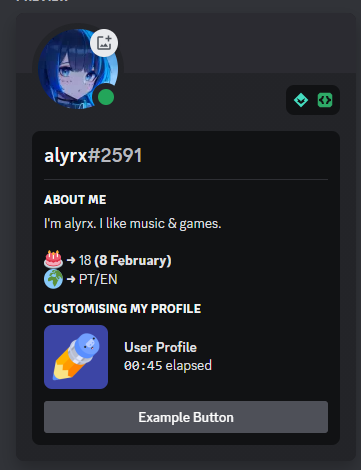 alyrx#2591
ABOUT ME
I'm alyrx. I like music & games.
→ 18 (8 February)
→ PT/EN
CUSTOMISING MY PROFILE
User Profile
00:45 elapsed
Example Button